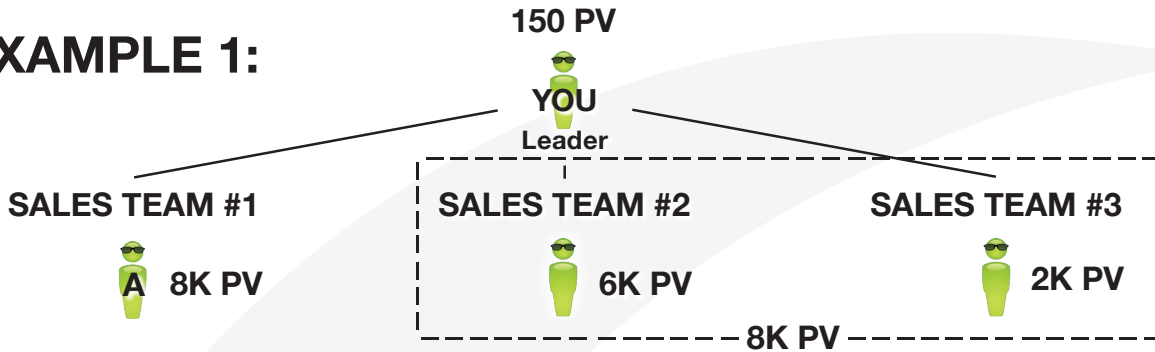 150 PV
XAMPLE 1:
YOU
Leader
SALES TEAM #1
SALES TEAM #2
SALES TEAM #3
A 8K PV
6K PV
2K PV
8K PV